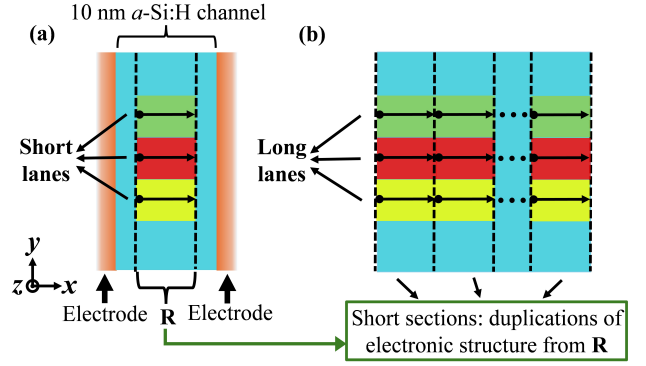 10 nm a-Si:H channel
(a)
(b)
Short
lanes
Long
lanes
y
z
x
Electrode
R
Electrode
Short sections: duplications of
electronic structure from R